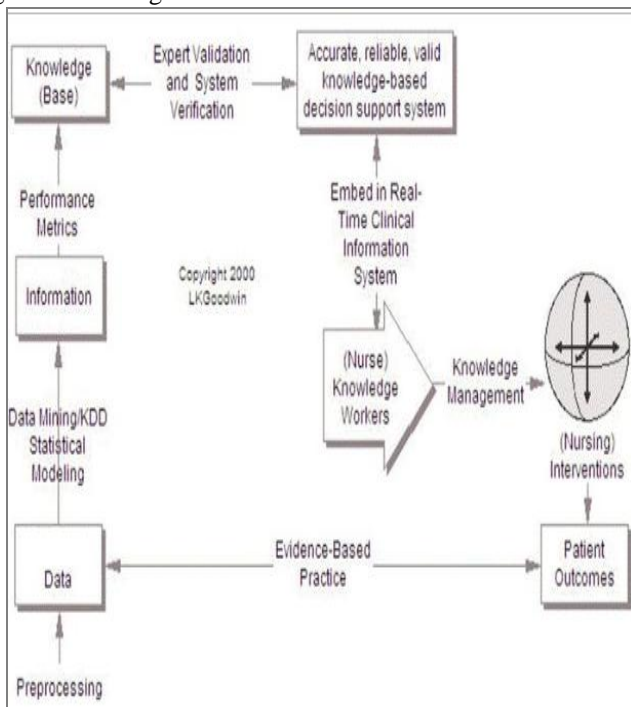 Knowledge
(Base)
Expert Validation
and System
Verification
Accurate, reliable, valid
knowledge-based
decision support system
Performance
Metrics
Embed in Real-
Time Clinical
Information
System
Information
Copyright 2000
LKGoodwin
(Nurse)
Knowledge
Workers
Knowledge
Management
Data Mining/KDD
Statistical
Modeling
(Nursing)
Interventions
Data
Evidence-Based
Practice
Patient
Outcomes
Preprocessing